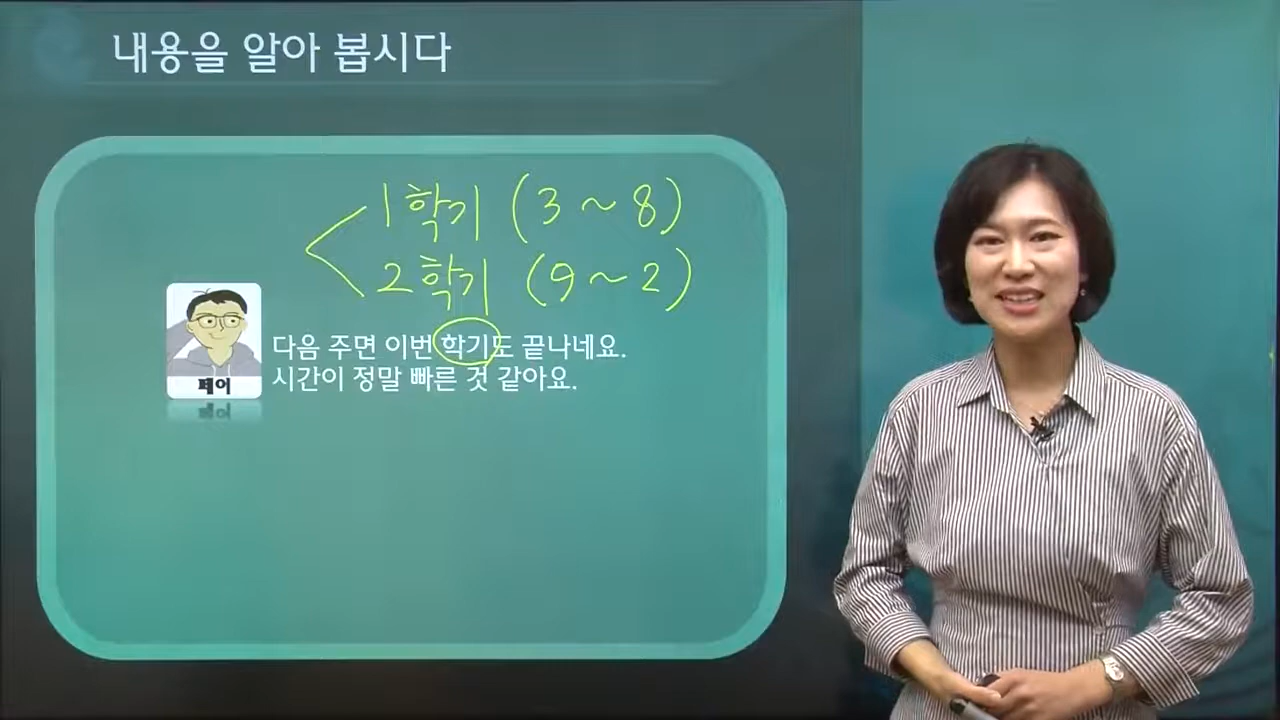 내용을 알아 봅시다
1학기 (3 ~ 8)
2학기 (9 ~ 2)
다음 주면 이번 학기도 끝나네요.
시간이 정말 빠른 것 같아요.
페이